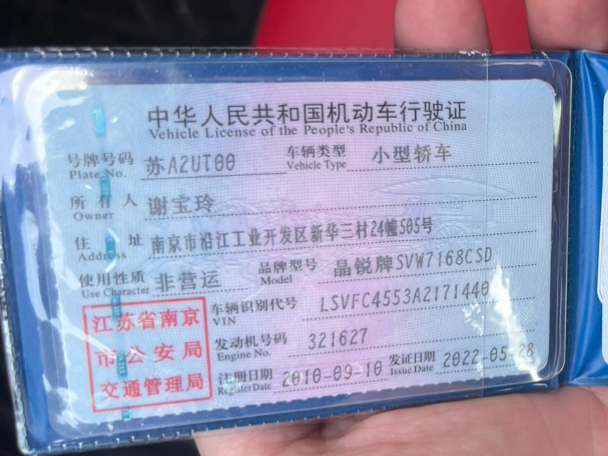 中华人民共和国机动车行驶证
Vehicle License of the People's Republic of China
号牌号码 苏A2UT00 车辆类型 小型轿车
Plate No. Vehicle Type
所有人 谢宝玲
Owner
住址 南京市沿江工业开发区新华三村24幢505号
Address
使用性质 非营运 品牌型号 晶锐牌SVW7168CSD
Use Character Model
江苏省南京市公安局交通管理局
车辆识别代号 LSVFC4553A2171440
VIN
发动机号码 321627
Engine No.
注册日期 2010-09-10 发证日期 2022-05-28
Register Date Issue Date